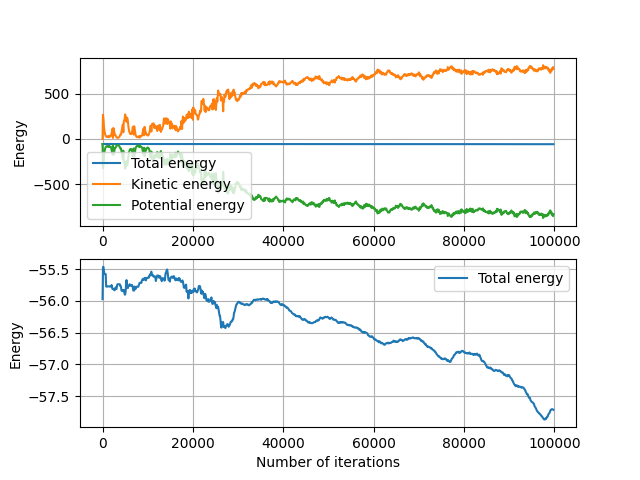 Energy
500
0
−500
Total energy
Kinetic energy
Potential energy
0 20000 40000 60000 80000 100000
Energy
−55.5
−56.0
−56.5
−57.0
−57.5
Total energy
0 20000 40000 60000 80000 100000
Number of iterations